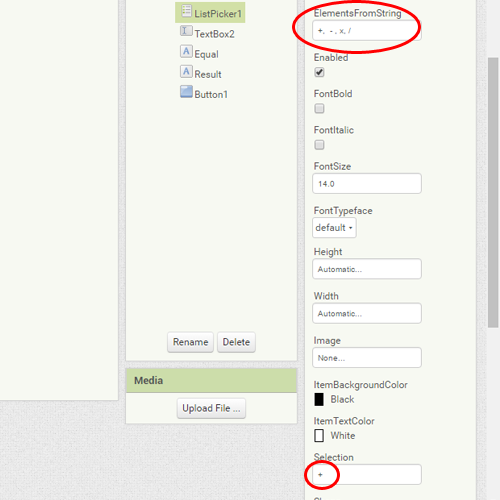 ListPicker1
TextBox2
Equal
Result
Button1
Rename
Delete
Media
Upload File ...
ElementsFromString
+, - , x, /
Enabled
FontBold
FontItalic
FontSize
14.0
FontTypeface
default
Height
Automatic...
Width
Automatic...
Image
None...
ItemBackgroundColor
Black
ItemTextColor
White
Selection
+